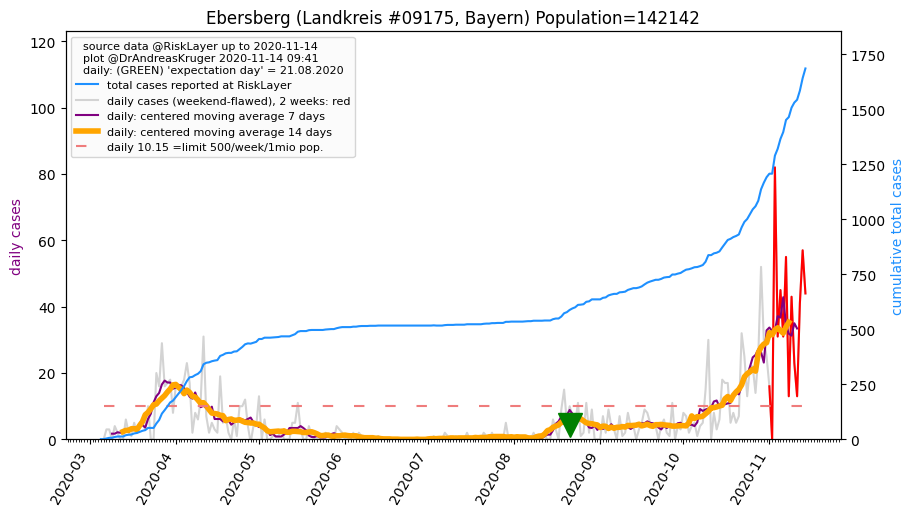 Ebersberg (Landkreis #09175, Bayern) Population=142142
source data @RiskLayer up to 2020-11-14
plot @DrAndreasKruger 2020-11-14 09:41
daily: (GREEN) 'expectation day' = 21.08.2020
total cases reported at RiskLayer
daily cases (weekend-flawed), 2 weeks: red
daily: centered moving average 7 days
daily: centered moving average 14 days
daily 10.15 =limit 500/week/1mio pop.
daily cases
120
100
80
60
40
20
0
cumulative total cases
1750
1500
1250
1000
750
500
250
0
2020-03
2020-04
2020-05
2020-06
2020-07
2020-08
2020-09
2020-10
2020-11